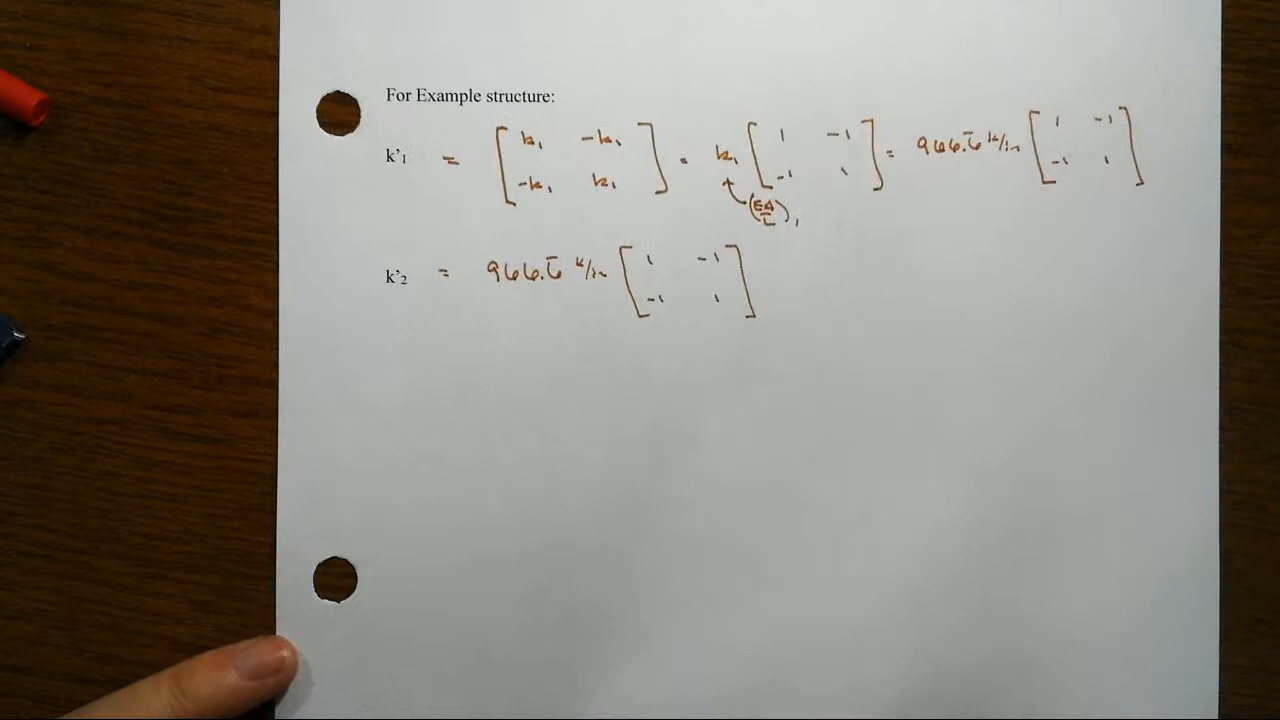 For Example structure:
k'₁ = [ k₁ -k₁ ; -k₁ k₁ ] = k₁ [ 1 -1 ; -1 1 ] = 966.6̅ k/in [ 1 -1 ; -1 1 ]
(EA/L)₁
k'₂ = 966.6̅ k/in [ 1 -1 ; -1 1 ]